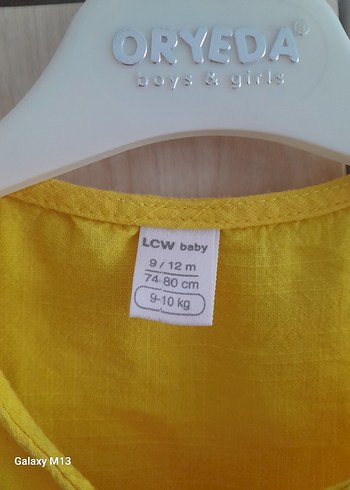 ORYEDA®
boys & girls
LCW baby
9 / 12 m
74-80 cm
9-10 kg
Galaxy M13